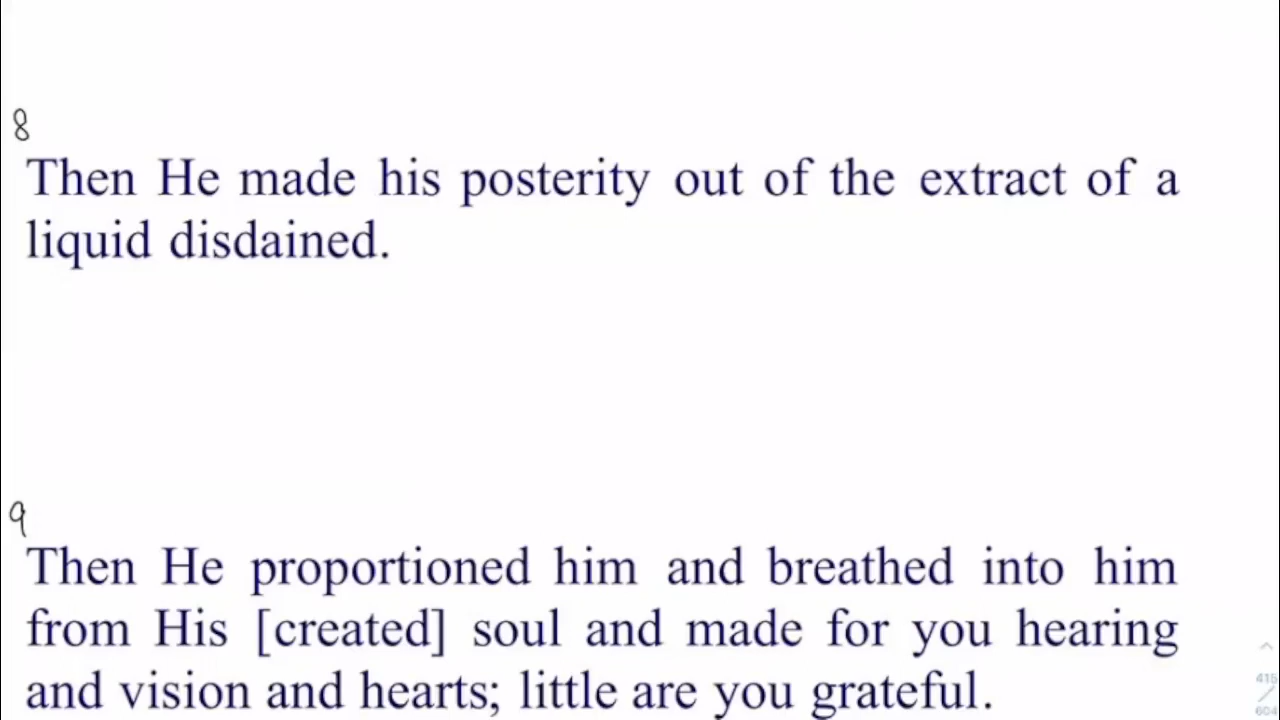 8
Then He made his posterity out of the extract of a
liquid disdained.
9
Then He proportioned him and breathed into him
from His [created] soul and made for you hearing
and vision and hearts; little are you grateful.
415
/
604